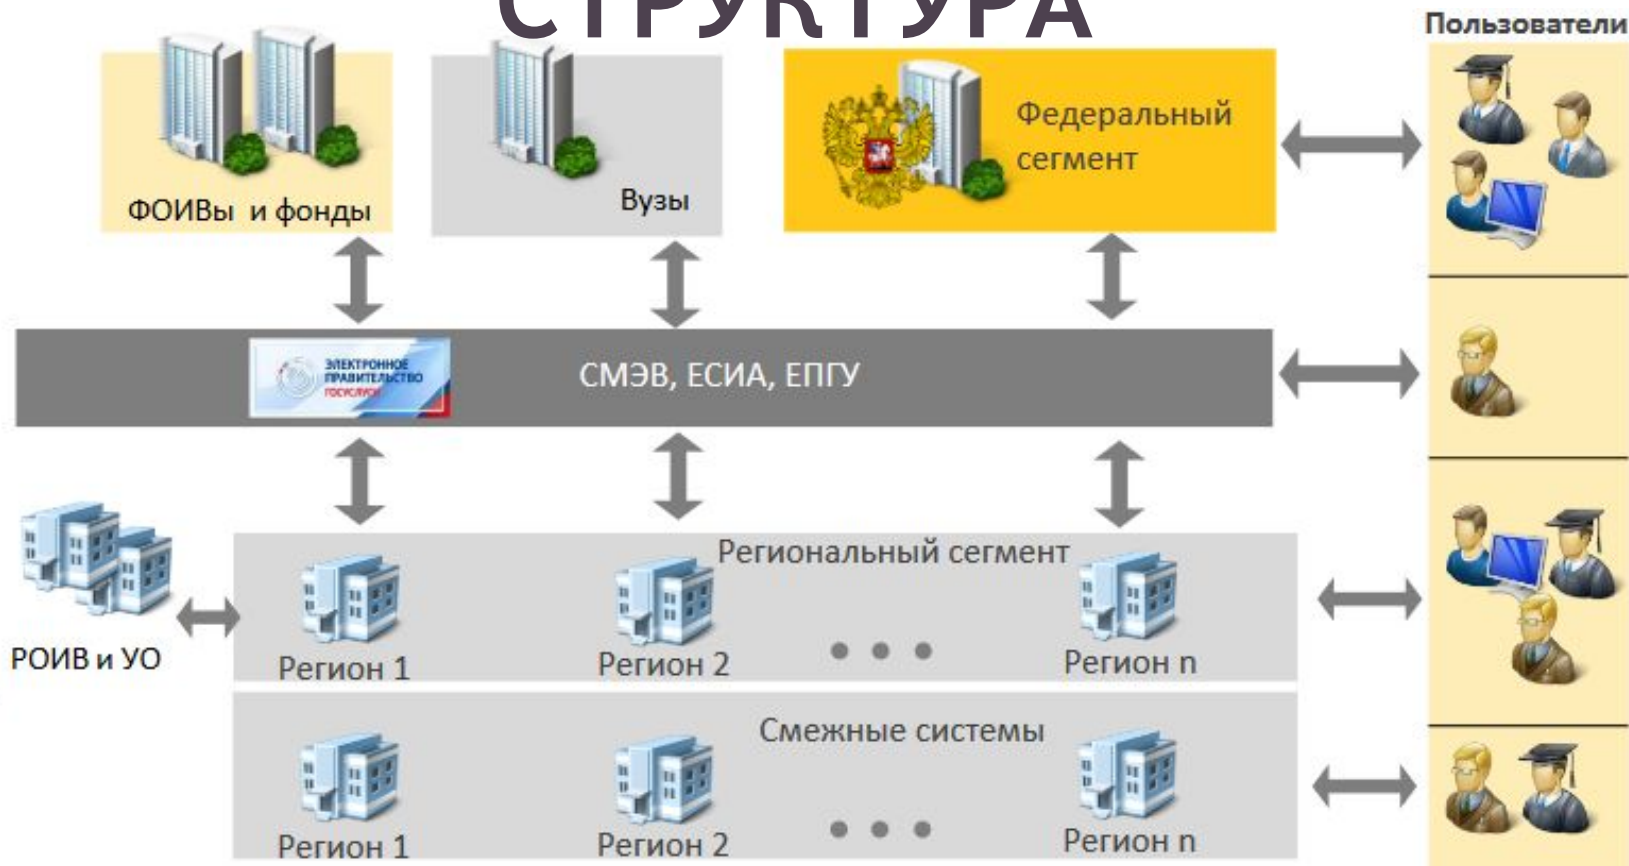 СТРУКТУРА
Пользователи
ФОИВы и фонды
Вузы
Федеральный
сегмент
ЭЛЕКТРОННОЕ
ПРАВИТЕЛЬСТВО
ГОСУСЛУГИ
СМЭВ, ЕСИА, ЕПГУ
РОИВ и УО
Региональный сегмент
Регион 1
Регион 2
• • •
Регион n
Смежные системы
Регион 1
Регион 2
• • •
Регион n